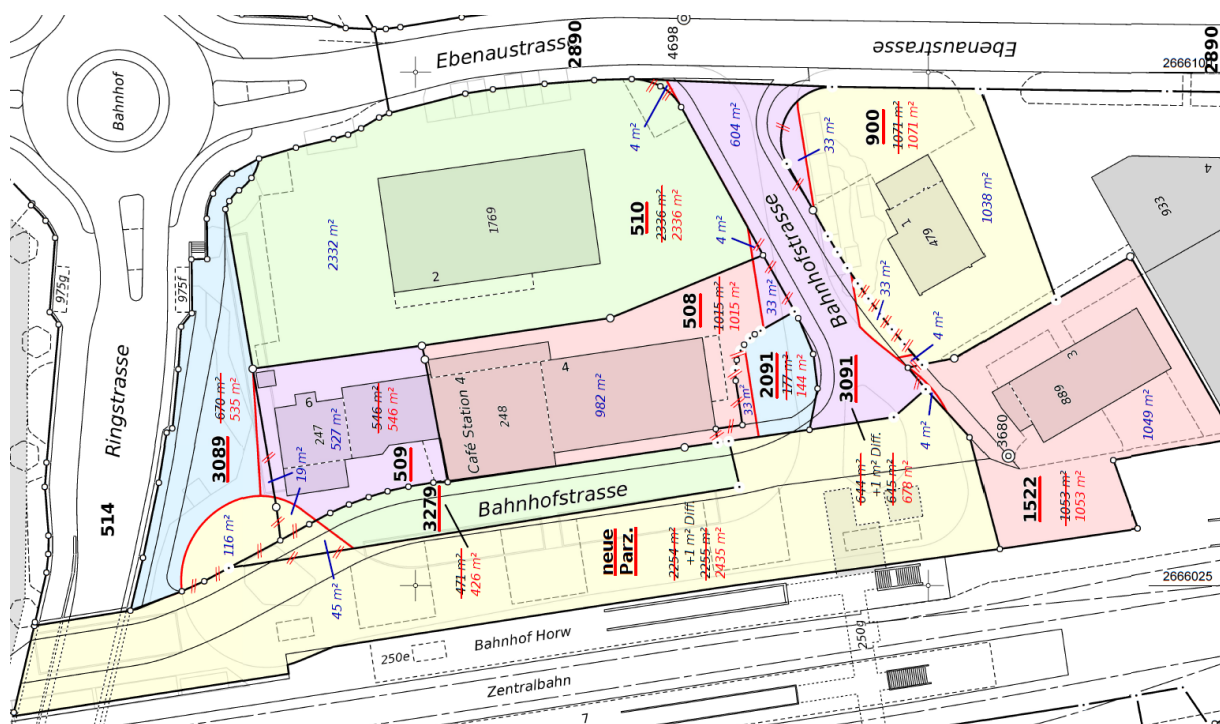 Ebenaustrasse
2890
4698
Ebenaustrasse
2890
2666100
Bahnhof
604 m²
4 m²
33 m²
900
1071 m²
1071 m²
1038 m²
4
933
479
1
1769
2
2332 m²
510
2336 m²
2336 m²
4 m²
Bahnhofstrasse
33 m²
33 m²
4 m²
975g
975f
Ringstrasse
508
1015 m²
1015 m²
2091
177 m²
144 m²
3091
4
982 m²
33 m²
248
Café Station 4
6
247
527 m²
546 m²
546 m²
509
670 m²
535 m²
3089
19 m²
3
889
1049 m²
4 m²
3680
1522
1053 m²
1053 m²
644 m²
+1 m² Diff.
645 m²
678 m²
514
116 m²
45 m²
3279
471 m²
426 m²
Bahnhofstrasse
neue
Parz.
2254 m²
+1 m² Diff.
2255 m²
2435 m²
2666025
250e
Bahnhof Horw
250g
Zentralbahn
7